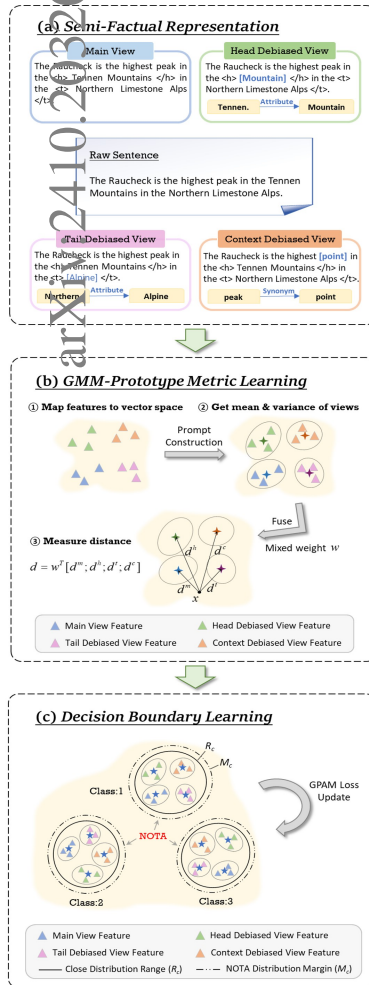 (a) Semi-Factual Representation
Main View
The Raucheck is the highest peak in
the <h> Tennen Mountains </h> in
the <t> Northern Limestone Alps
</t>.
Head Debiased View
The Raucheck is the highest peak in
the <h> [Mountain] </h> in the <t>
Northern Limestone Alps </t>.
Tennen. Attribute Mountain
Raw Sentence
The Raucheck is the highest peak in the Tennen
Mountains in the Northern Limestone Alps.
Tail Debiased View
The Raucheck is the highest peak in
the <h> Tennen Mountains </h> in
the <t> [Alpine] </t>.
Northern Attribute Alpine
Context Debiased View
The Raucheck is the highest [point]
in the <h> Tennen Mountains </h> in
the <t> Northern Limestone Alps </t>.
peak Synonym point
(b) GMM-Prototype Metric Learning
① Map features to vector space
② Get mean & variance of views
Prompt
Construction
Fuse
Mixed weight w
③ Measure distance
d = w^T [d^m; d^h; d^t; d^c]
d^h d^c
d^m d^t
x
Main View Feature
Head Debiased View Feature
Tail Debiased View Feature
Context Debiased View Feature
(c) Decision Boundary Learning
R_c
M_c
Class:1
GPAM Loss
Update
NOTA
Class:2
Class:3
Main View Feature
Head Debiased View Feature
Tail Debiased View Feature
Context Debiased View Feature
Close Distribution Range (R_c)
NOTA Distribution Margin (M_c)